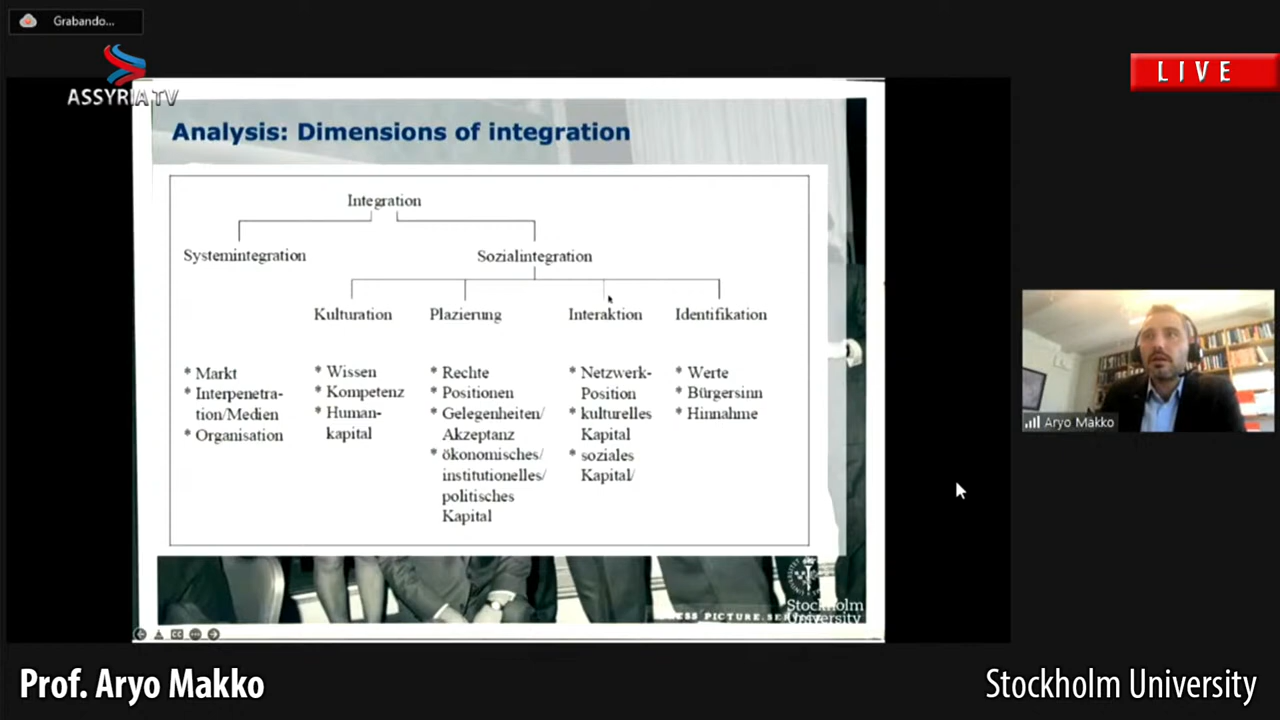 Grabando...
ASSYRIA TV
LIVE
Analysis: Dimensions of integration
Integration
Systemintegration
Sozialintegration
Kulturation
Plazierung
Interaktion
Identifikation
* Markt
* Interpenetra-
tion/Medien
* Organisation
* Wissen
* Kompetenz
* Human-
kapital
* Rechte
* Positionen
* Gelegenheiten/
Akzeptanz
* ökonomisches/
institutionelles/
politisches
Kapital
* Netzwerk-
Position
* kulturelles
Kapital
* soziales
Kapital/
* Werte
* Bürgersinn
* Hinnahme
Aryo Makko
Stockholm
University
CC
Prof. Aryo Makko
Stockholm University